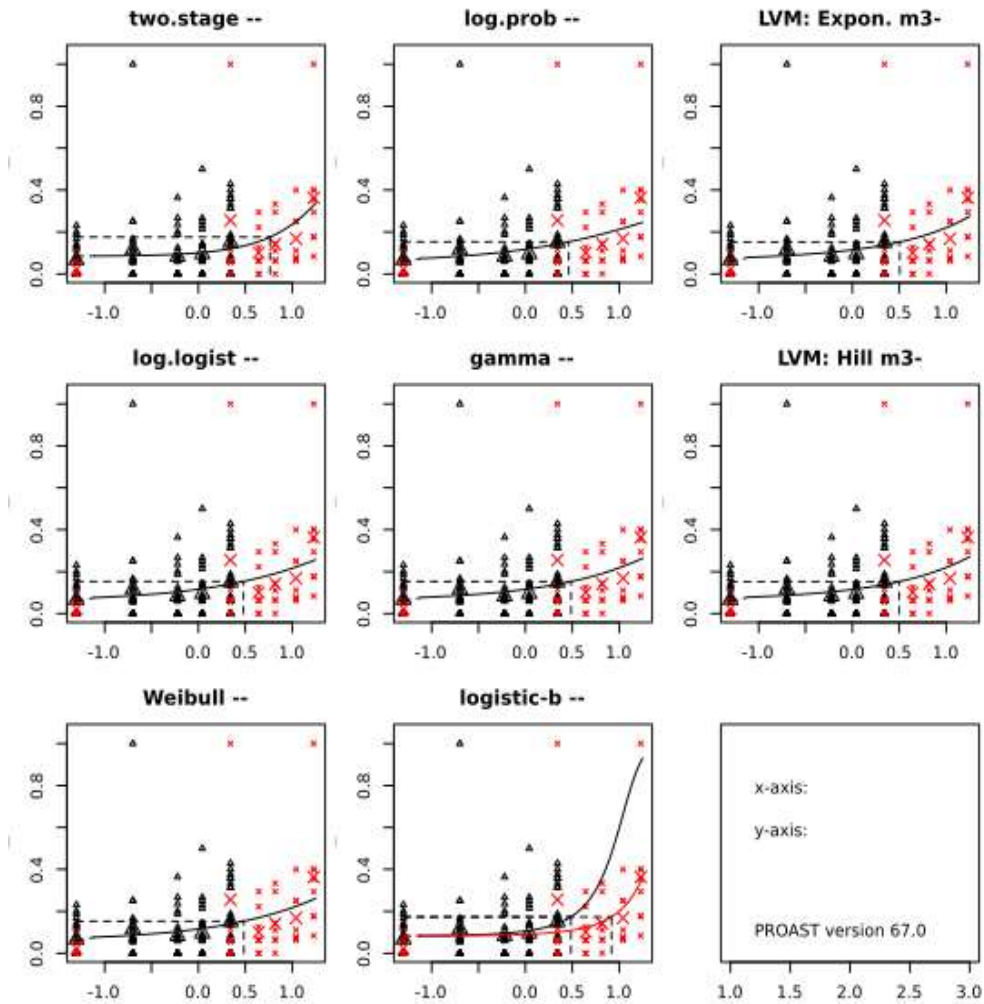 two.stage --
0.8
0.4
0.0
-1.0 0.0 0.5 1.0
log.prob --
0.8
0.4
0.0
-1.0 0.0 0.5 1.0
LVM: Expon. m3-
0.8
0.4
0.0
-1.0 0.0 0.5 1.0
log.logist --
0.8
0.4
0.0
-1.0 0.0 0.5 1.0
gamma --
0.8
0.4
0.0
-1.0 0.0 0.5 1.0
LVM: Hill m3-
0.8
0.4
0.0
-1.0 0.0 0.5 1.0
Weibull --
0.8
0.4
0.0
-1.0 0.0 0.5 1.0
logistic-b --
0.8
0.4
0.0
-1.0 0.0 0.5 1.0
x-axis:
y-axis:
PROAST version 67.0
1.0 1.5 2.0 2.5 3.0